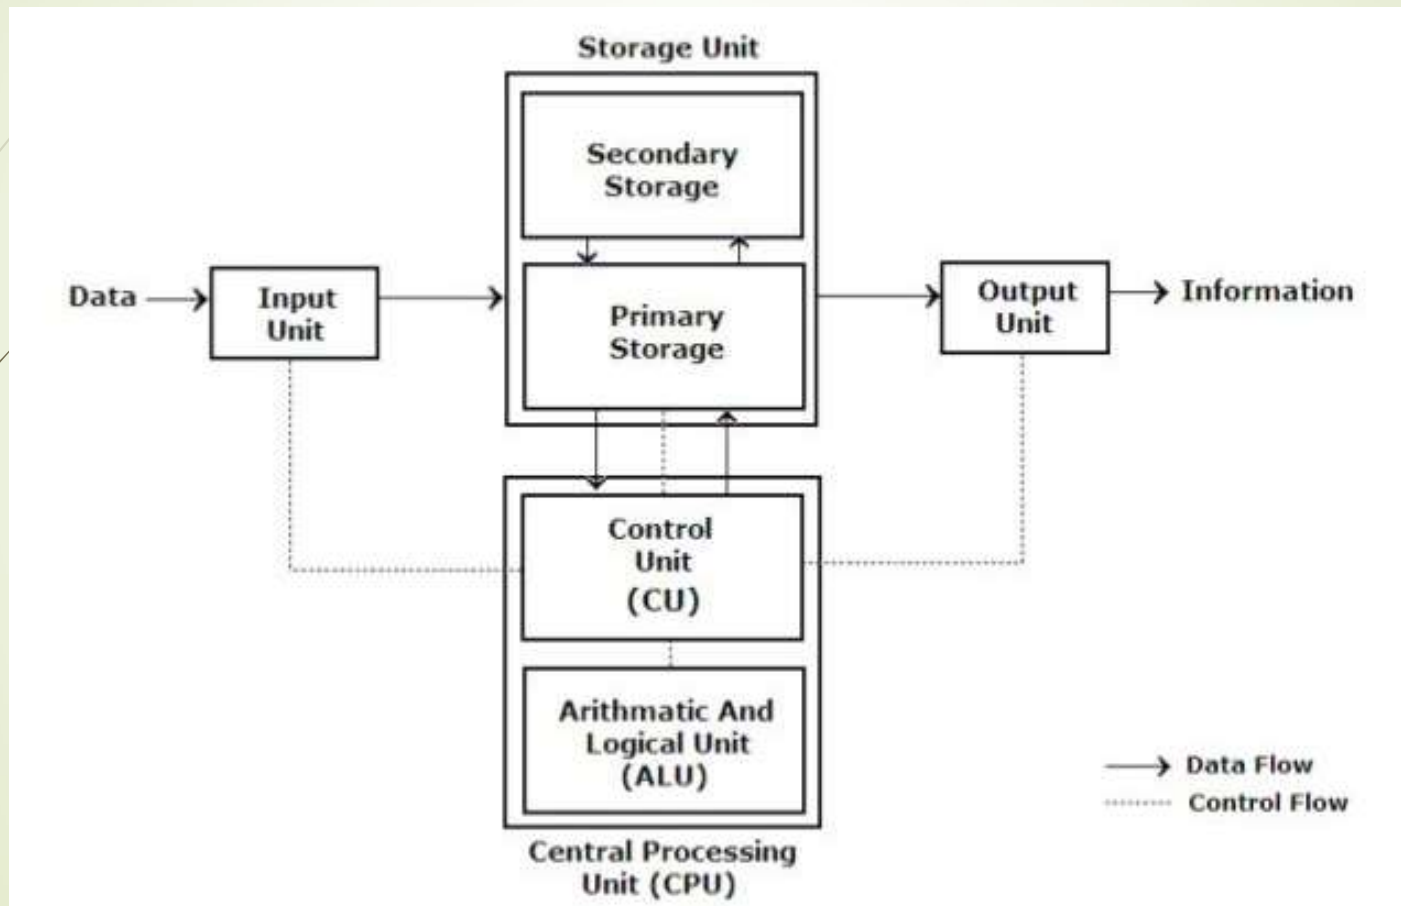 Storage Unit
Secondary
Storage
Data
Input
Unit
Primary
Storage
Output
Unit
Information
Control
Unit
(CU)
Arithmatic And
Logical Unit
(ALU)
Data Flow
Control Flow
Central Processing
Unit (CPU)